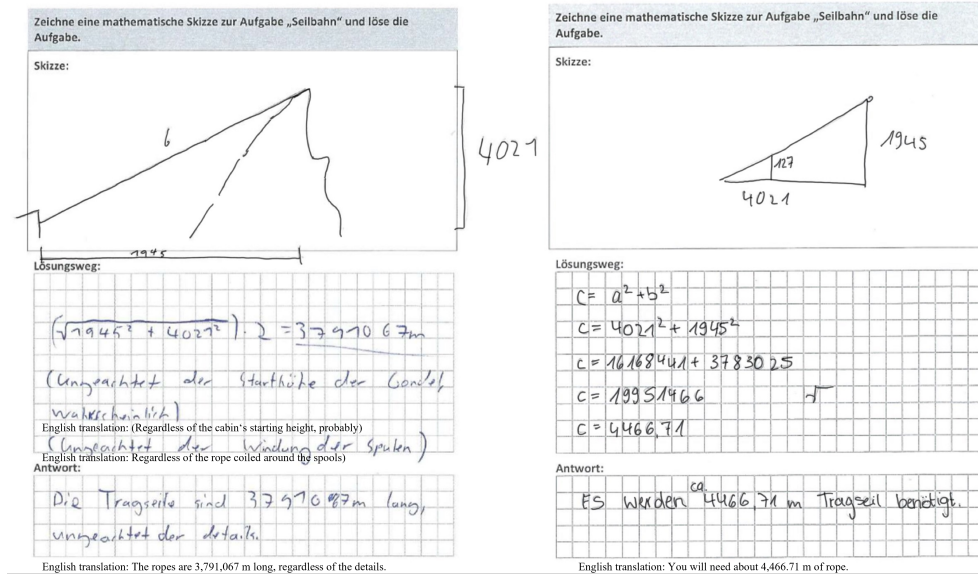 Zeichne eine mathematische Skizze zur Aufgabe „Seilbahn“ und löse die
Aufgabe.
Skizze:
6
4021
1945
Lösungsweg:
(√1945² + 4021²) · 2 = 3791067m
(Ungeachtet der Starthöhe der Gondel,
wahrscheinlich)
English translation: (Regardless of the cabin's starting height, probably)
(Ungeachtet der Windung der Spulen)
English translation: Regardless of the rope coiled around the spools)
Antwort:
Die Tragseile sind m lang,
ungeachtet der details.
English translation: The ropes are 3,791,067 m long, regardless of the details.
Zeichne eine mathematische Skizze zur Aufgabe „Seilbahn“ und löse die
Aufgabe.
Skizze:
1945
127
4021
Lösungsweg:
c = a² + b²
c = 4021² + 1945²
c = 16168441 + 3783025
c = 19951466 √
c = 4466,71
Antwort:
ca.
ES werden 4466,71 m Tragseil benötigt.
English translation: You will need about 4,466.71 m of rope.